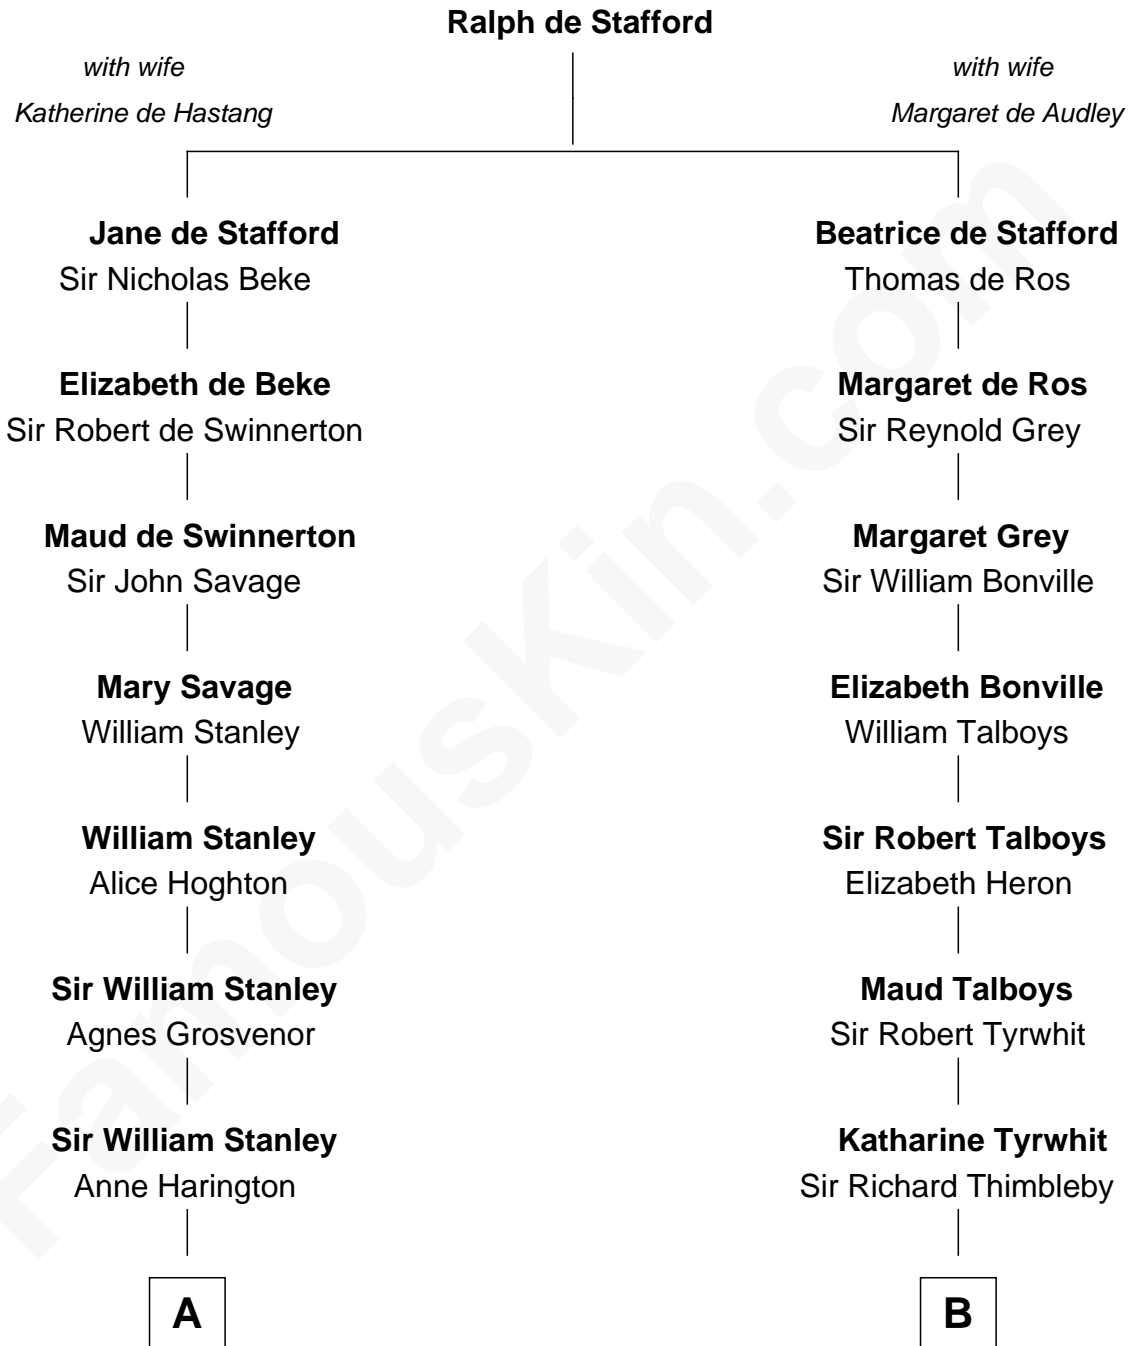 Ralph de Stafford
with wife
Katherine de Hastang
with wife
Margaret de Audley
Jane de Stafford
Sir Nicholas Beke
Beatrice de Stafford
Thomas de Ros
Elizabeth de Beke
Sir Robert de Swinnerton
Margaret de Ros
Sir Reynold Grey
Maud de Swinnerton
Sir John Savage
Margaret Grey
Sir William Bonville
Mary Savage
William Stanley
Elizabeth Bonville
William Talboys
William Stanley
Alice Hoghton
Sir Robert Talboys
Elizabeth Heron
Sir William Stanley
Agnes Grosvenor
Maud Talboys
Sir Robert Tyrwhit
Sir William Stanley
Anne Harington
Katharine Tyrwhit
Sir Richard Thimbleby
A
B
FamousKin.com